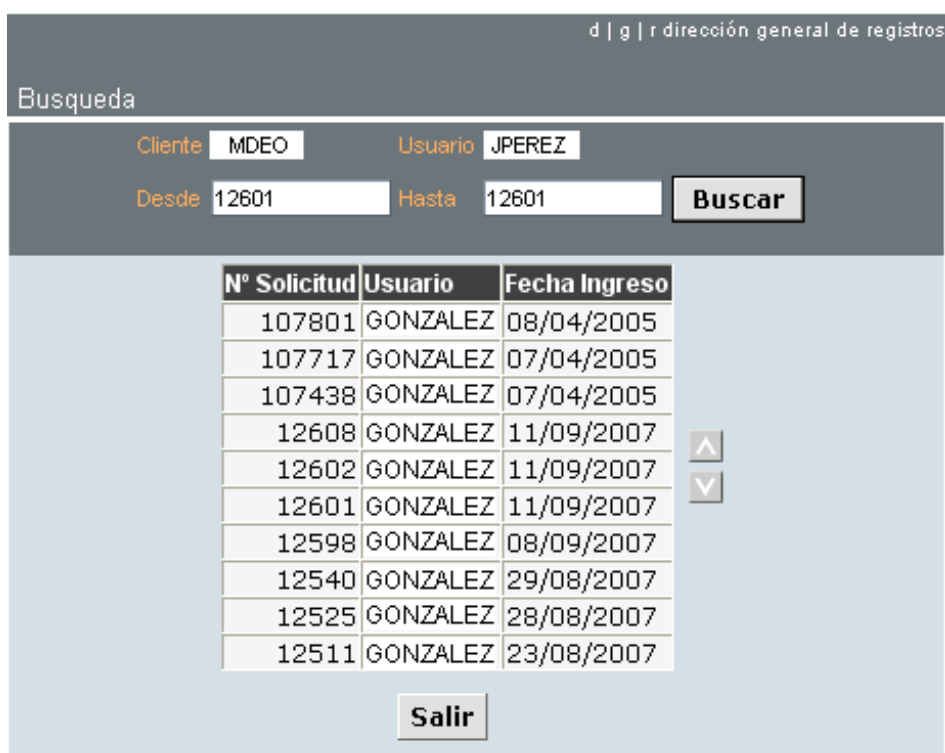 d | g | r dirección general de registros
Busqueda
Cliente MDEO Usuario JPEREZ
Desde 12601 Hasta 12601 Buscar
Nº Solicitud Usuario Fecha Ingreso
107801 GONZALEZ 08/04/2005
107717 GONZALEZ 07/04/2005
107438 GONZALEZ 07/04/2005
12608 GONZALEZ 11/09/2007
12602 GONZALEZ 11/09/2007
12601 GONZALEZ 11/09/2007
12598 GONZALEZ 08/09/2007
12540 GONZALEZ 29/08/2007
12525 GONZALEZ 28/08/2007
12511 GONZALEZ 23/08/2007
Salir